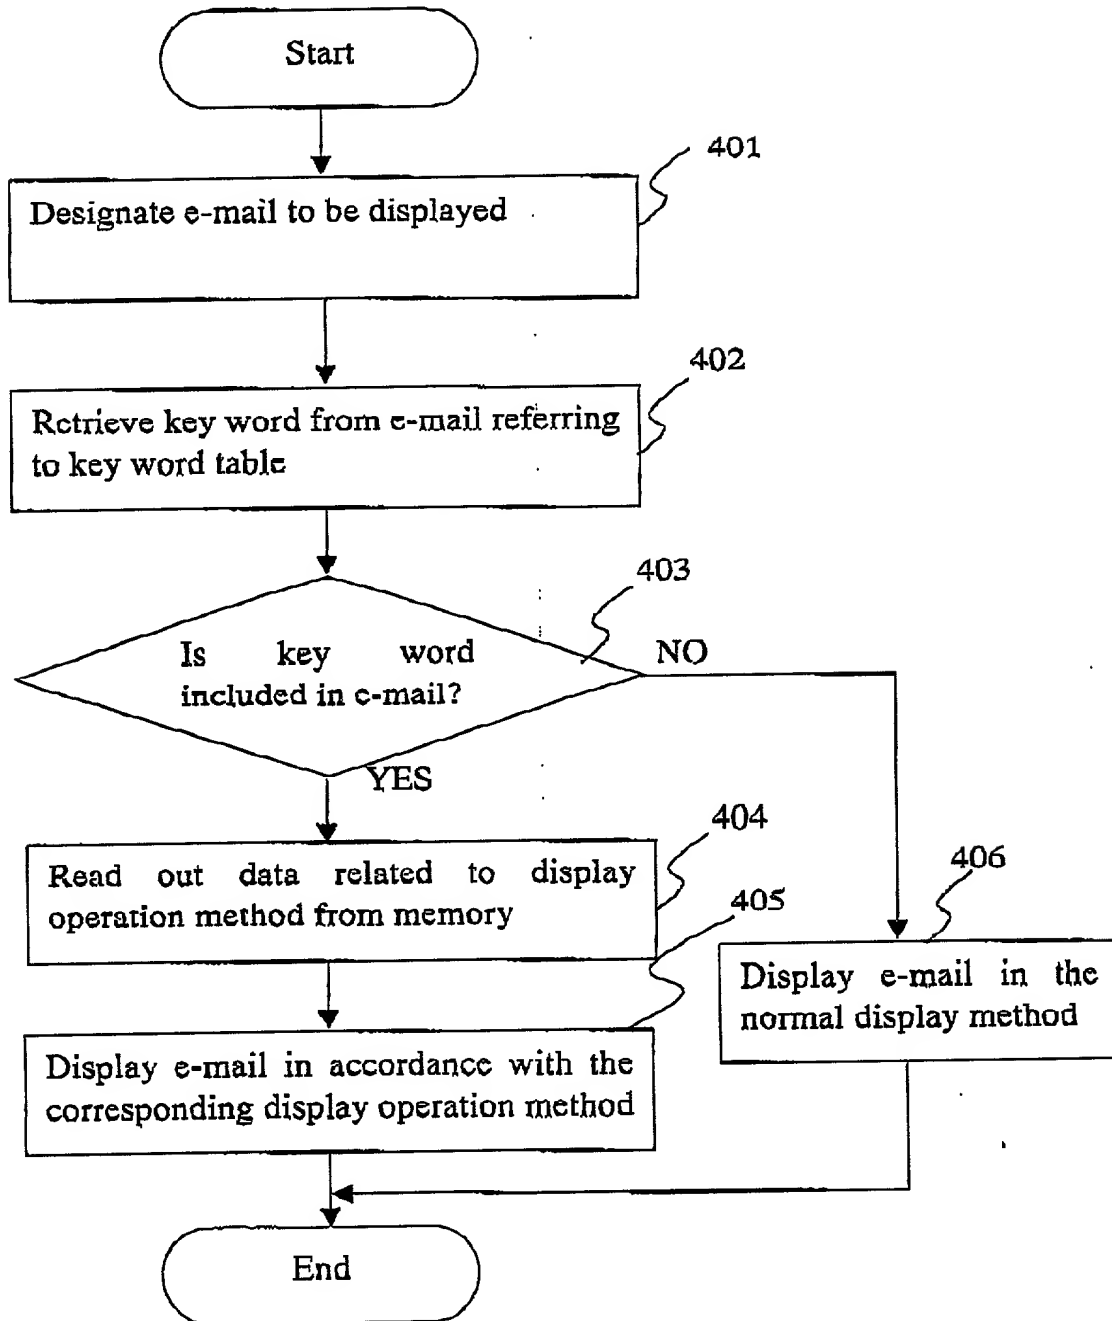 Start
401
Designate e-mail to be displayed
402
Retrieve key word from e-mail referring
to key word table
403
Is key word
included in e-mail?
NO
YES
404
Read out data related to display
operation method from memory
405
406
Display e-mail in the
normal display method
Display e-mail in accordance with the
corresponding display operation method
End